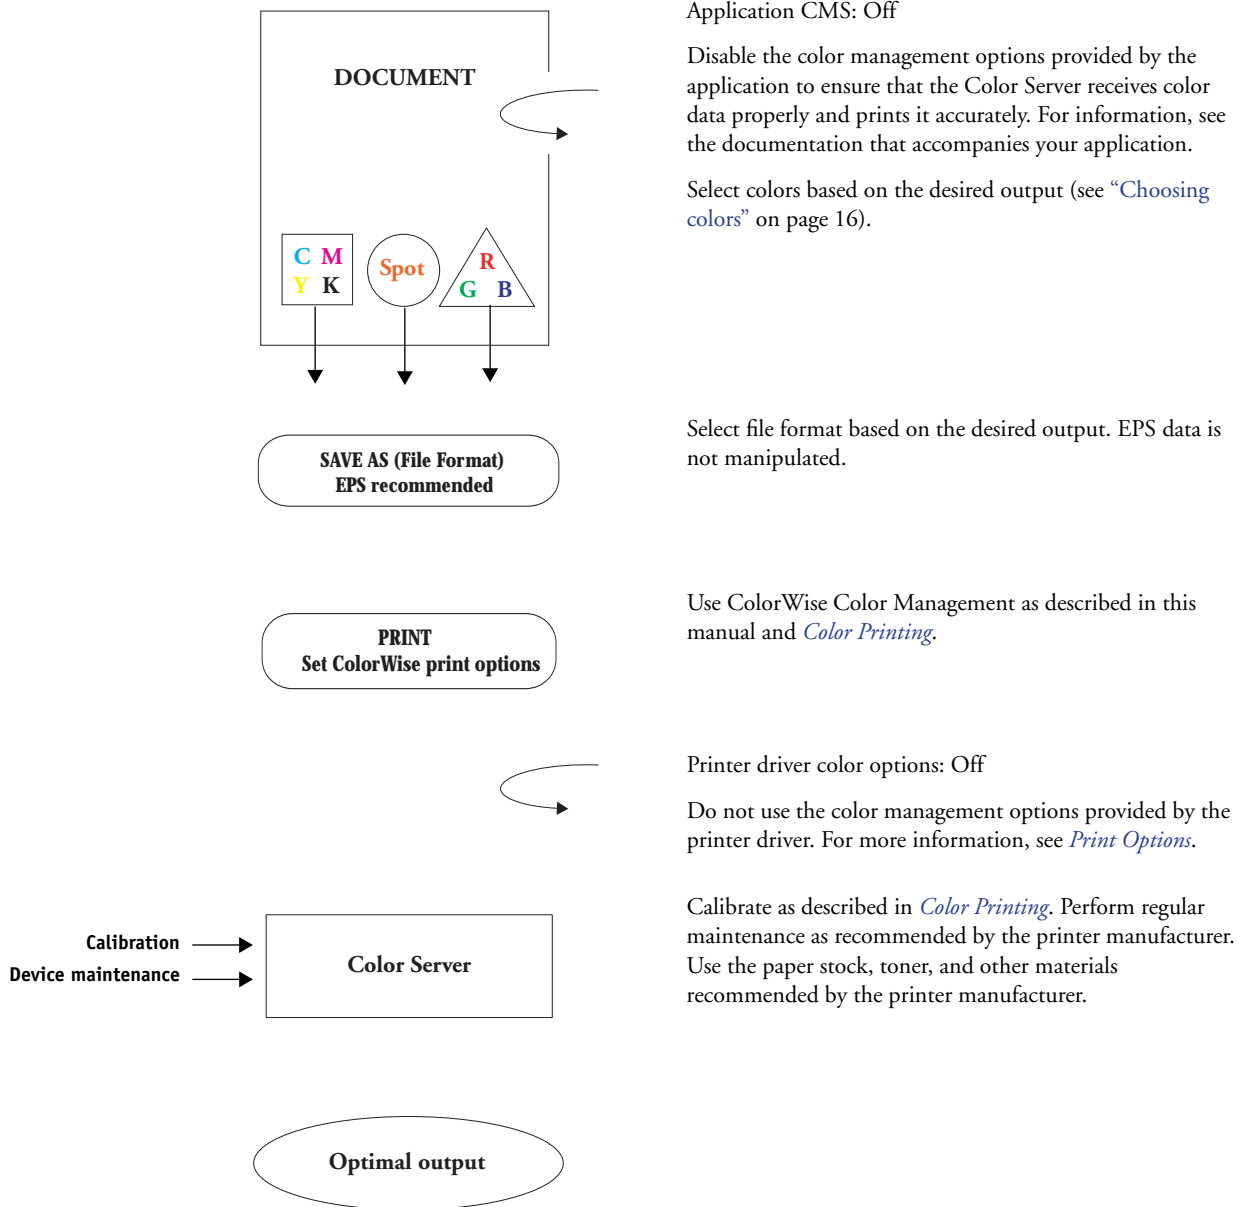 Application CMS: Off
DOCUMENT
Disable the color management options provided by the
application to ensure that the Color Server receives color
data properly and prints it accurately. For information, see
the documentation that accompanies your application.
Select colors based on the desired output (see “Choosing
colors” on page 16).
C M
Y K
Spot
R
G B
Select file format based on the desired output. EPS data is
not manipulated.
SAVE AS (File Format)
EPS recommended
Use ColorWise Color Management as described in this
manual and Color Printing.
PRINT
Set ColorWise print options
Printer driver color options: Off
Do not use the color management options provided by the
printer driver. For more information, see Print Options.
Calibrate as described in Color Printing. Perform regular
maintenance as recommended by the printer manufacturer.
Use the paper stock, toner, and other materials
recommended by the printer manufacturer.
Calibration
Device maintenance
Color Server
Optimal output